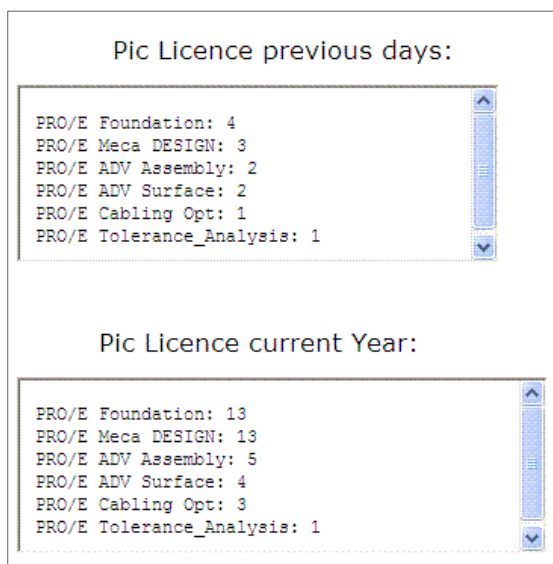 Pic Licence previous days:
PRO/E Foundation: 4
PRO/E Meca DESIGN: 3
PRO/E ADV Assembly: 2
PRO/E ADV Surface: 2
PRO/E Cabling Opt: 1
PRO/E Tolerance_Analysis: 1
Pic Licence current Year:
PRO/E Foundation: 13
PRO/E Meca DESIGN: 13
PRO/E ADV Assembly: 5
PRO/E ADV Surface: 4
PRO/E Cabling Opt: 3
PRO/E Tolerance_Analysis: 1